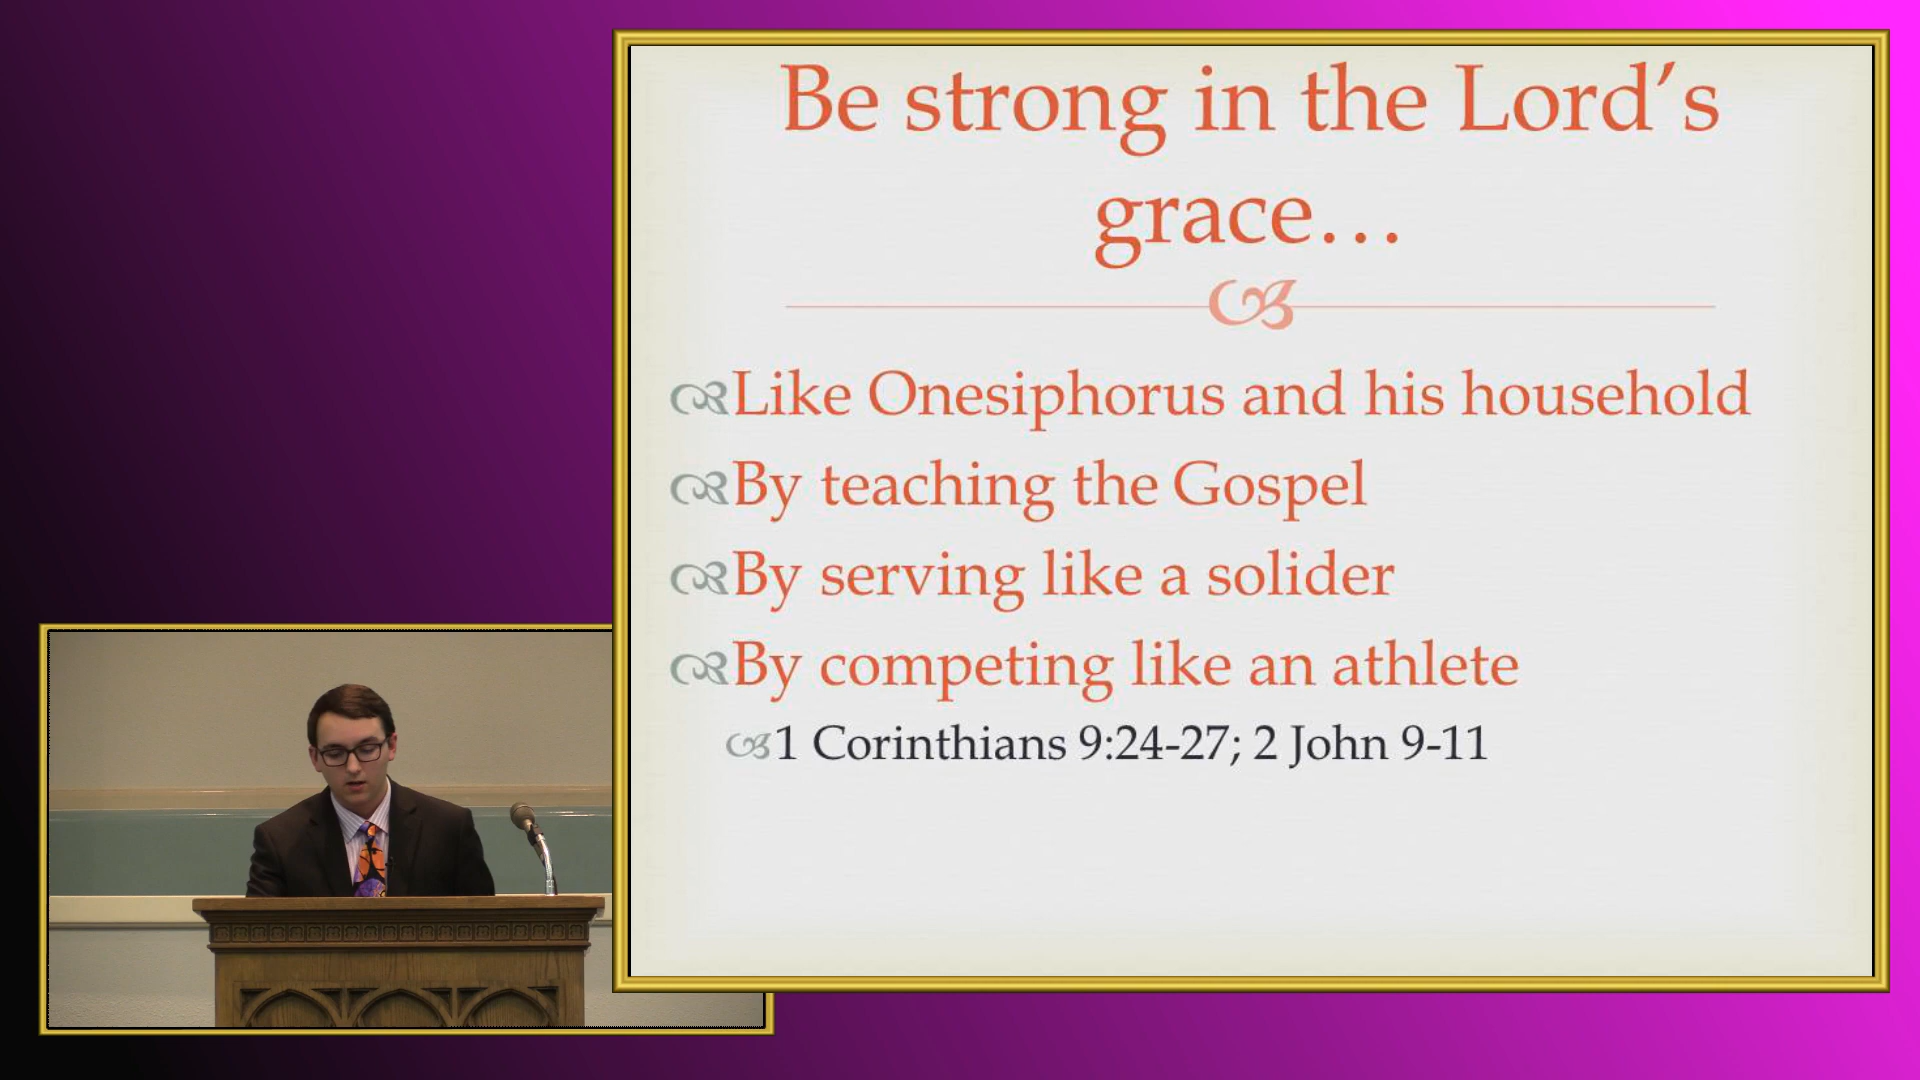 Be strong in the Lord’s
grace…
Like Onesiphorus and his household
By teaching the Gospel
By serving like a solider
By competing like an athlete
1 Corinthians 9:24-27; 2 John 9-11